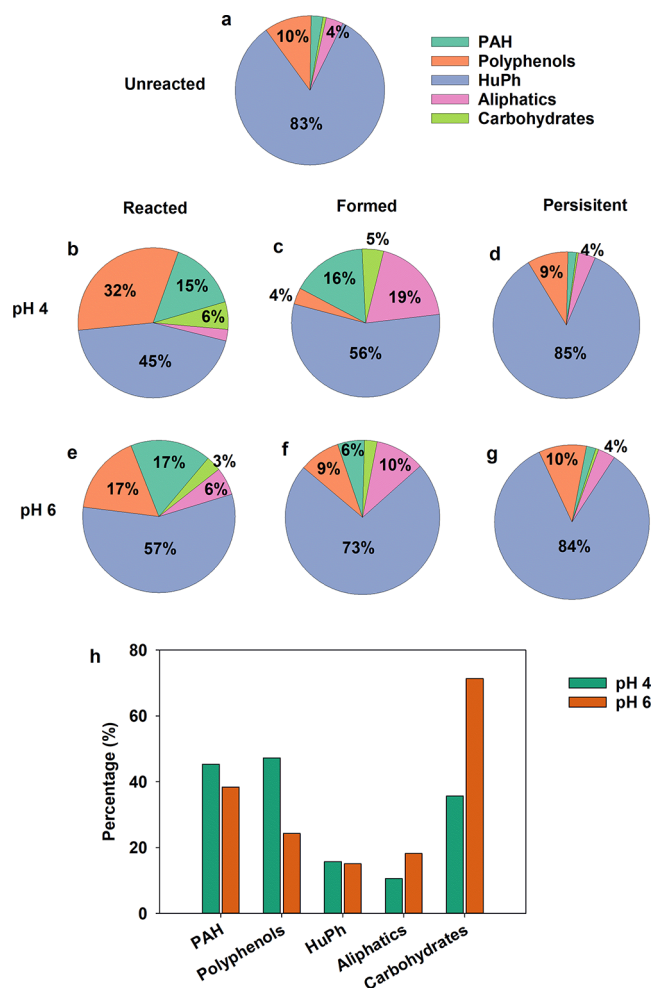 a
10%
4%
83%
Unreacted
PAH
Polyphenols
HuPh
Aliphatics
Carbohydrates
Reacted
Formed
Persisitent
pH 4
b
32%
15%
6%
45%
c
5%
16%
4%
19%
56%
d
4%
9%
85%
pH 6
e
17%
3%
17%
6%
57%
f
6%
9%
10%
73%
g
4%
10%
84%
h
pH 4
pH 6
Percentage (%)
80
60
40
20
0
PAH
Polyphenols
HuPh
Aliphatics
Carbohydrates